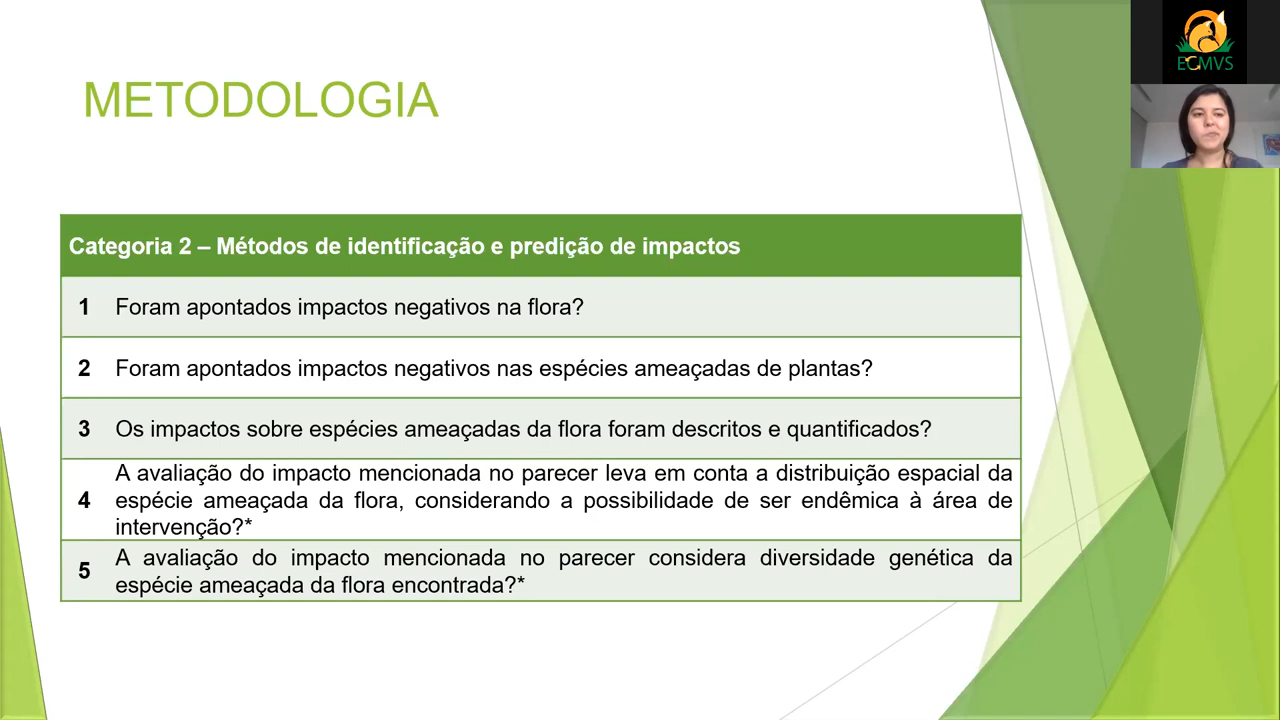 METODOLOGIA
ECMVS
Categoria 2 – Métodos de identificação e predição de impactos
1 Foram apontados impactos negativos na flora?
2 Foram apontados impactos negativos nas espécies ameaçadas de plantas?
3 Os impactos sobre espécies ameaçadas da flora foram descritos e quantificados?
4 A avaliação do impacto mencionada no parecer leva em conta a distribuição espacial da
espécie ameaçada da flora, considerando a possibilidade de ser endêmica à área de
intervenção?*
5 A avaliação do impacto mencionada no parecer considera diversidade genética da
espécie ameaçada da flora encontrada?*